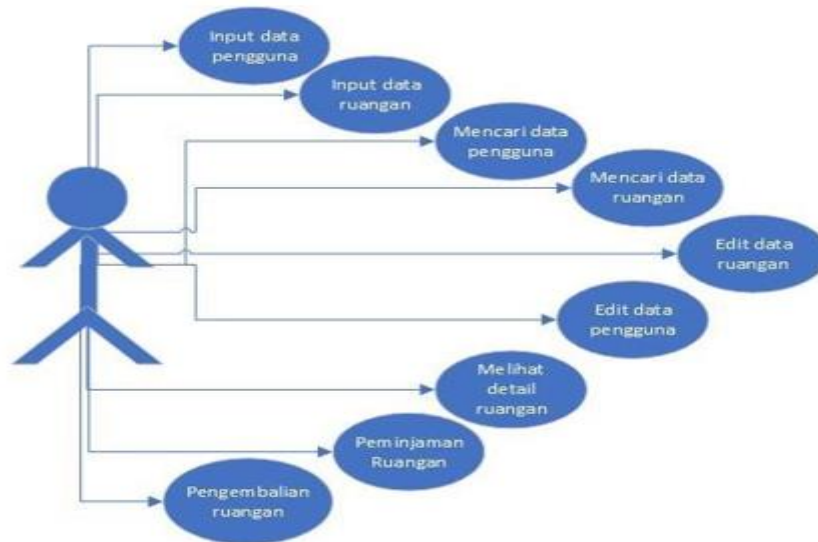 Input data
pengguna
Input data
ruangan
Mencari data
pengguna
Mencari data
ruangan
Edit data
ruangan
Edit data
pengguna
Melihat
detail
ruangan
Peminjaman
Ruangan
Pengembalian
ruangan